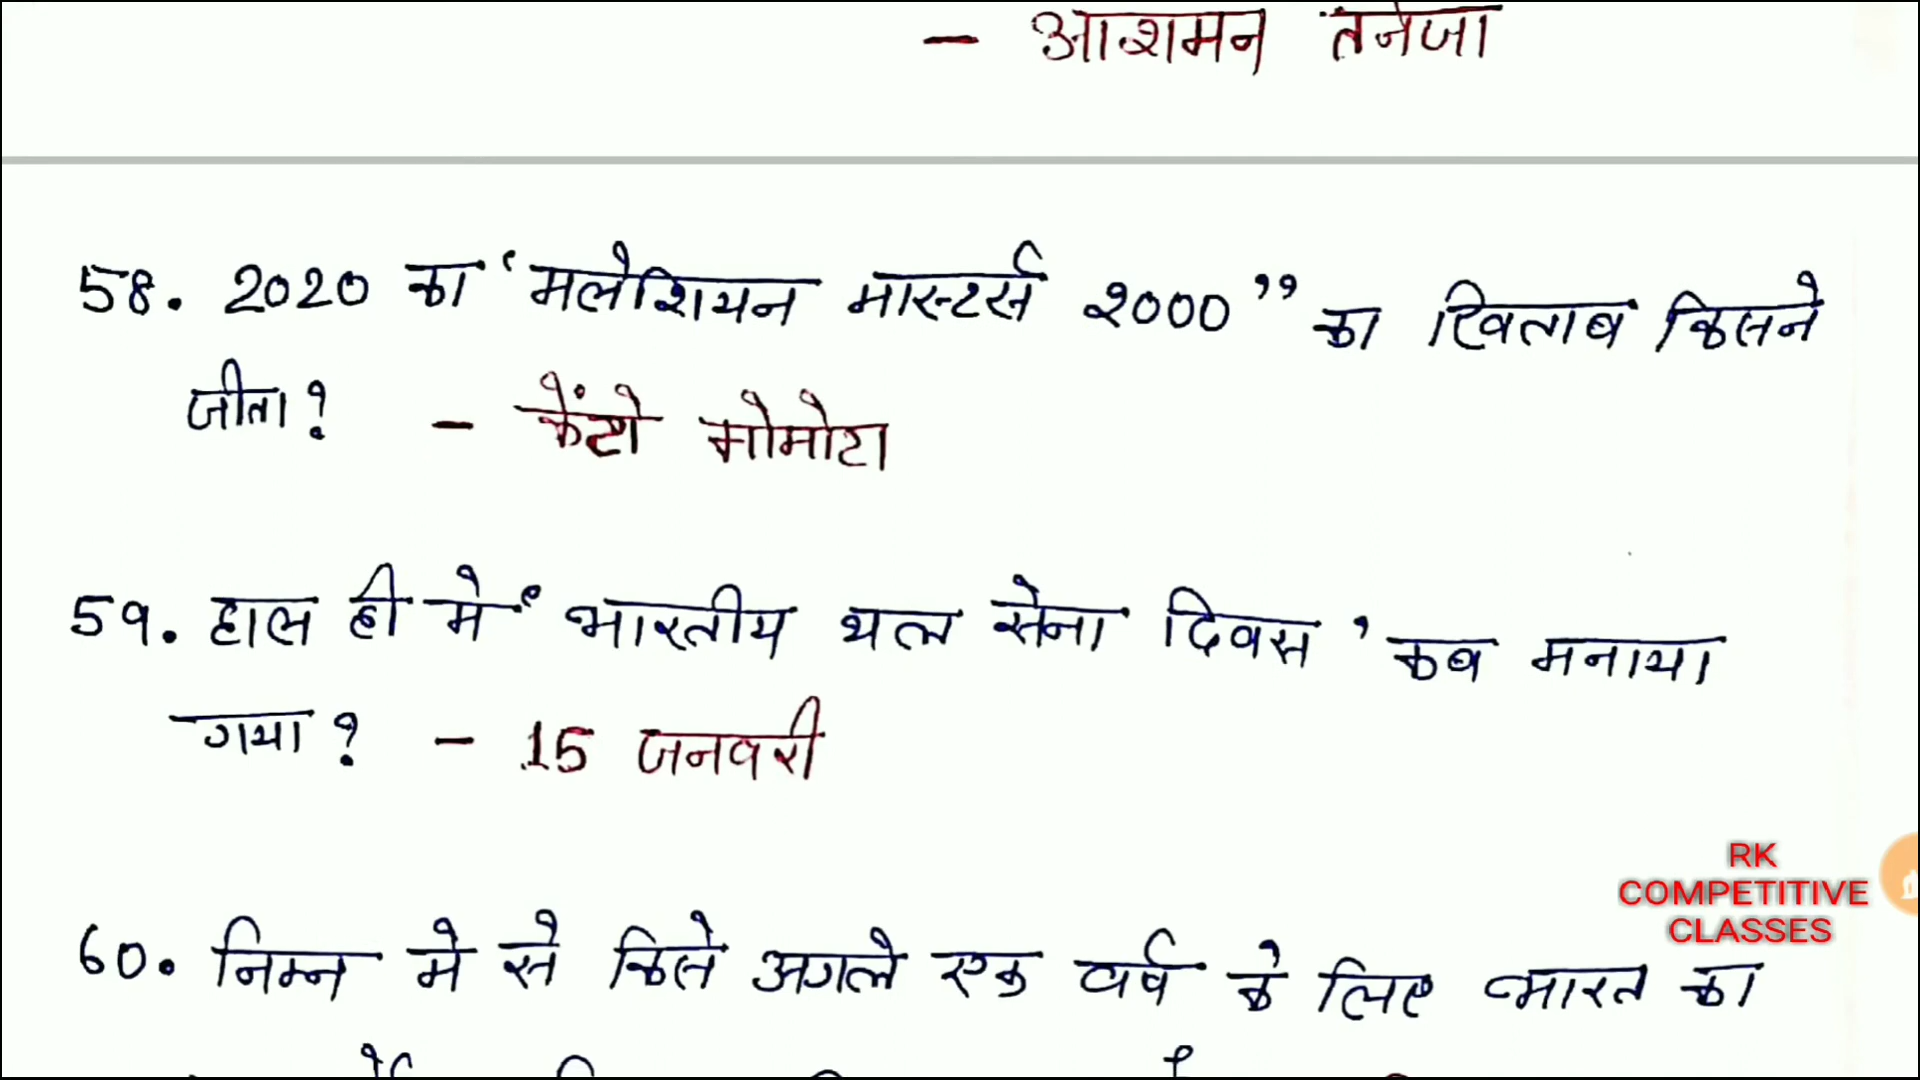 - आशमन तनेजा
58. 2020 का 'मलेशियन मास्टर्स 2000" का खिताब किसने
जीता? - केंटो मोमोटा
59. हाल ही मे 'भारतीय थल सेना दिवस' कब मनाया
गया? - 15 जनवरी
RK
COMPETITIVE
CLASSES
60. निम्न मे से किसे अगले एक वर्ष के लिए भारत का